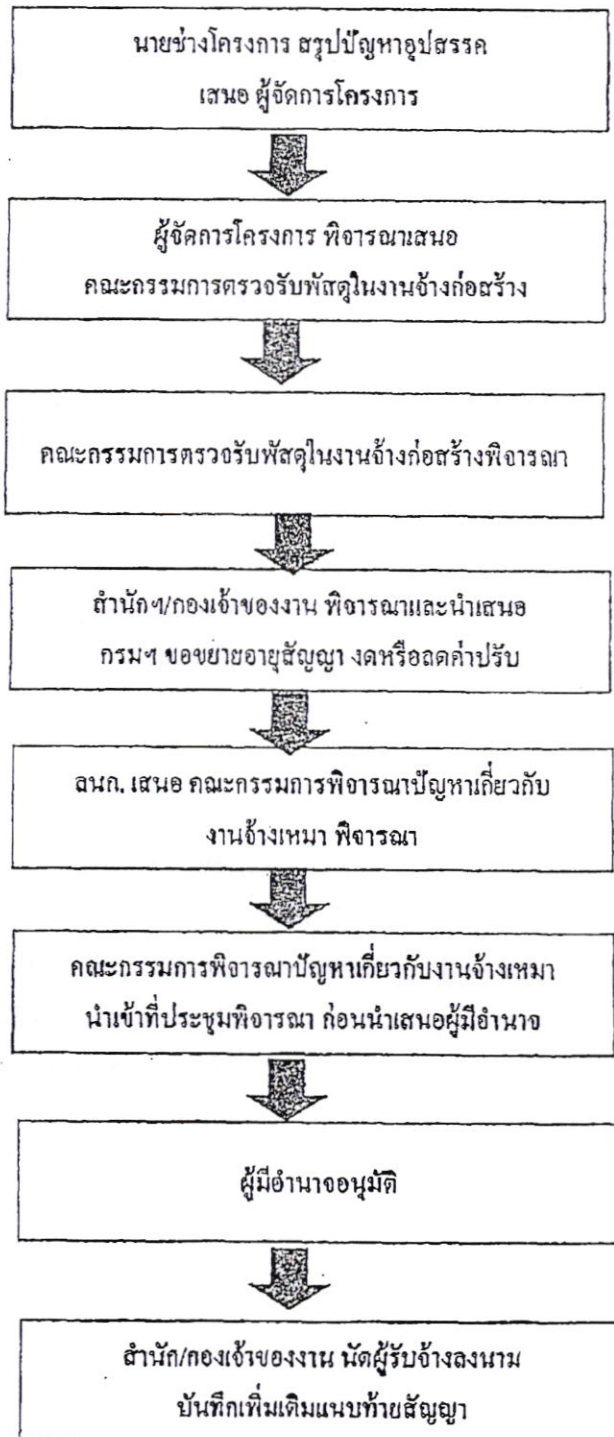 นายช่างโครงการ สรุปปัญหาอุปสรรค
เสนอ ผู้จัดการโครงการ
ผู้จัดการโครงการ พิจารณาเสนอ
คณะกรรมการตรวจรับพัสดุในงานจ้างก่อสร้าง
คณะกรรมการตรวจรับพัสดุในงานจ้างก่อสร้างพิจารณา
สำนักฯ/กองเจ้าของงาน พิจารณาและนำเสนอ
กรมฯ ขอขยายอายุสัญญา งดหรือลดค่าปรับ
ลนก. เสนอ คณะกรรมการพิจารณาปัญหาเกี่ยวกับ
งานจ้างเหมา พิจารณา
คณะกรรมการพิจารณาปัญหาเกี่ยวกับงานจ้างเหมา
นำเข้าที่ประชุมพิจารณา ก่อนนำเสนอผู้มีอำนาจ
ผู้มีอำนาจอนุมัติ
สำนัก/กองเจ้าของงาน นัดผู้รับจ้างลงนาม
บันทึกเพิ่มเติมแนบท้ายสัญญา